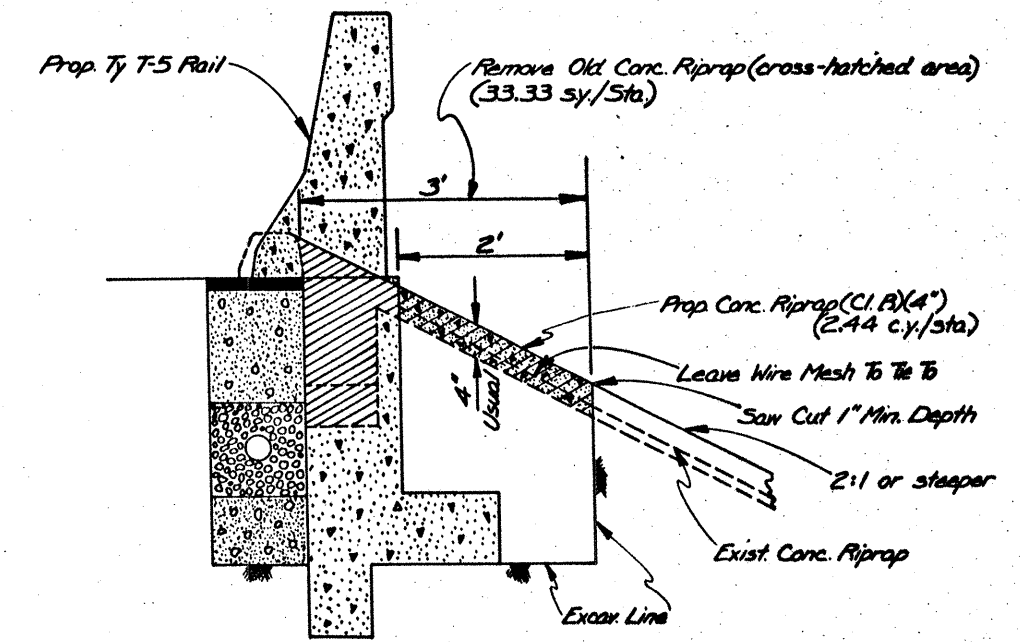 Prop. Ty T-5 Rail
Remove Old Conc. Riprap (cross-hatched area)
(33.33 s.y./Sta.)
3'
2'
Prop. Conc. Riprap (Cl. B)(4")
(2.44 c.y./sta.)
Leave Wire Mesh To Tie To
4"
Usual
Saw Cut 1" Min. Depth
2:1 or steeper
Exist. Conc. Riprap
Excav. Line